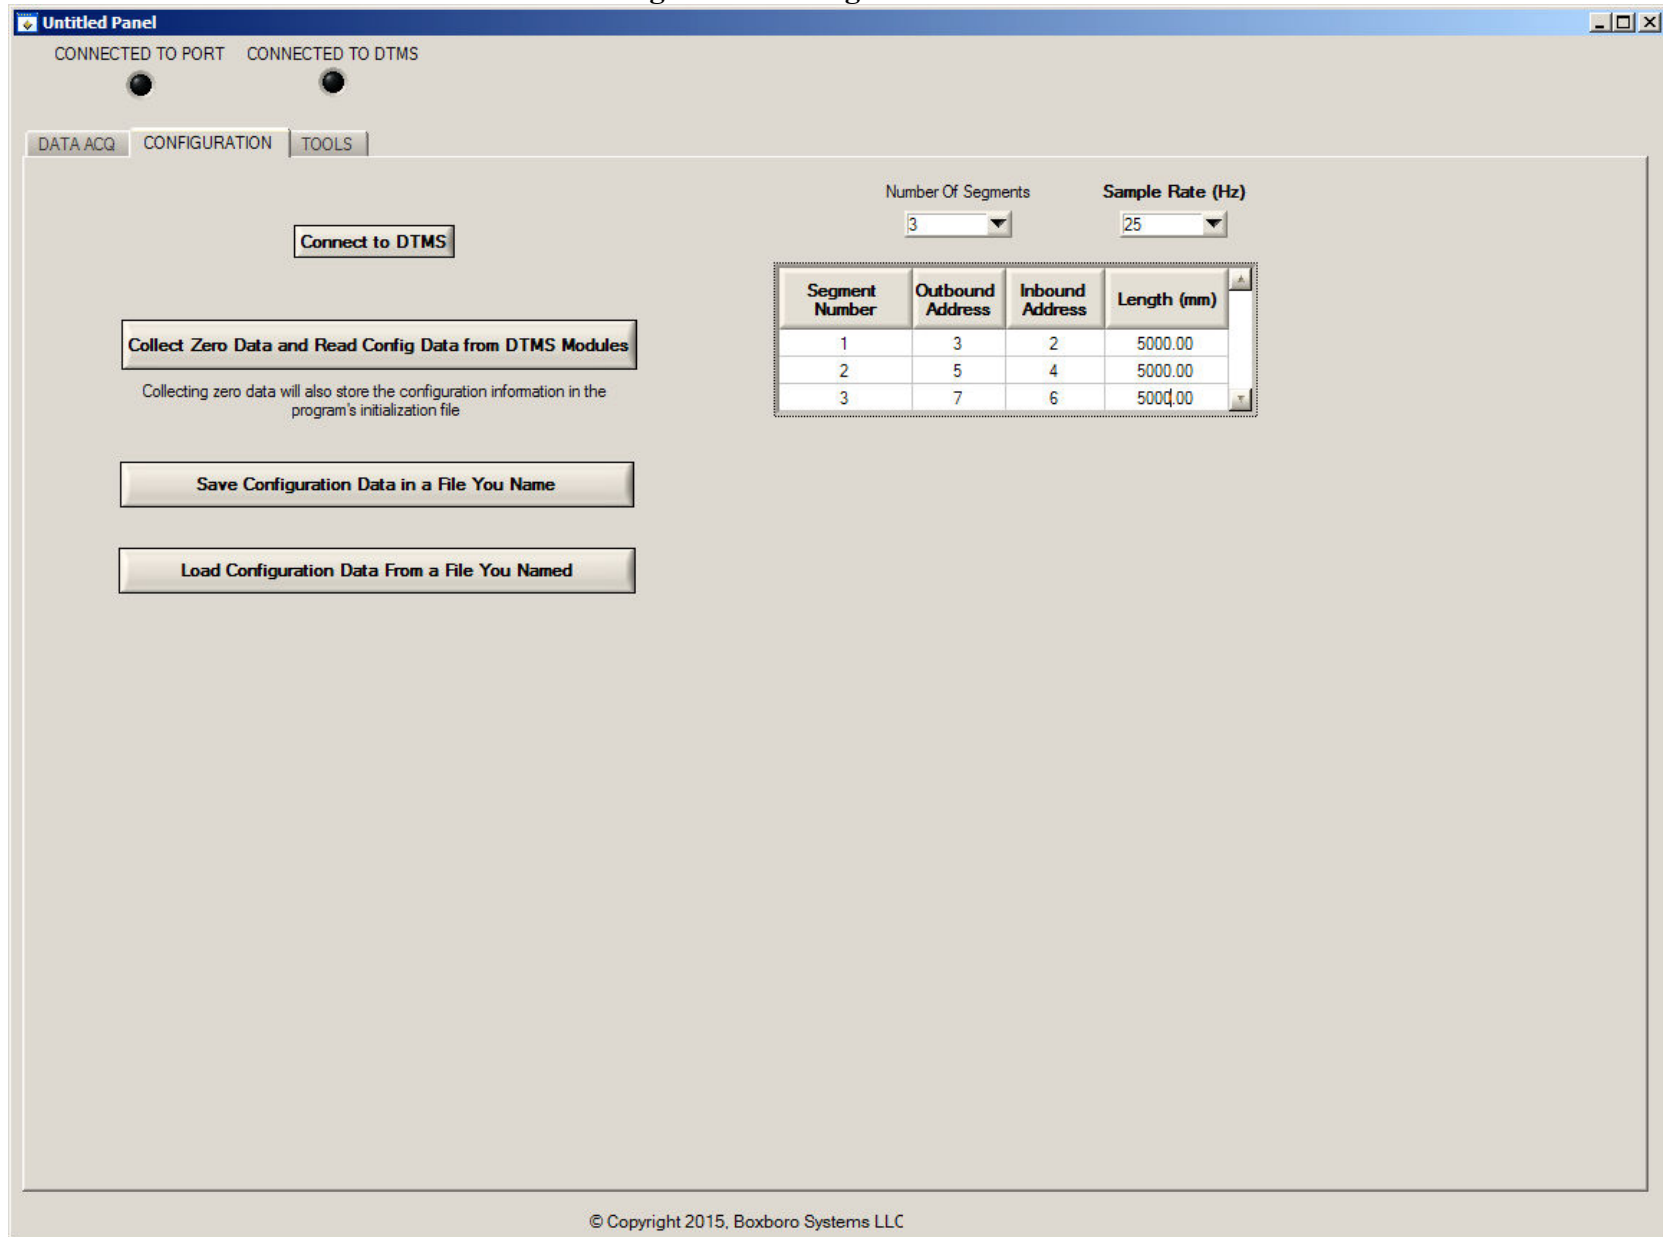 Untitled Panel
CONNECTED TO PORT CONNECTED TO DTMS
DATA ACQ CONFIGURATION TOOLS
Connect to DTMS
Collect Zero Data and Read Config Data from DTMS Modules
Collecting zero data will also store the configuration information in the
program's initialization file
Save Configuration Data in a File You Name
Load Configuration Data From a File You Named
Number Of Segments Sample Rate (Hz)
3 25
Segment Number Outbound Address Inbound Address Length (mm)
1 3 2 5000.00
2 5 4 5000.00
3 7 6 5000.00
© Copyright 2015, Boxboro Systems LLC